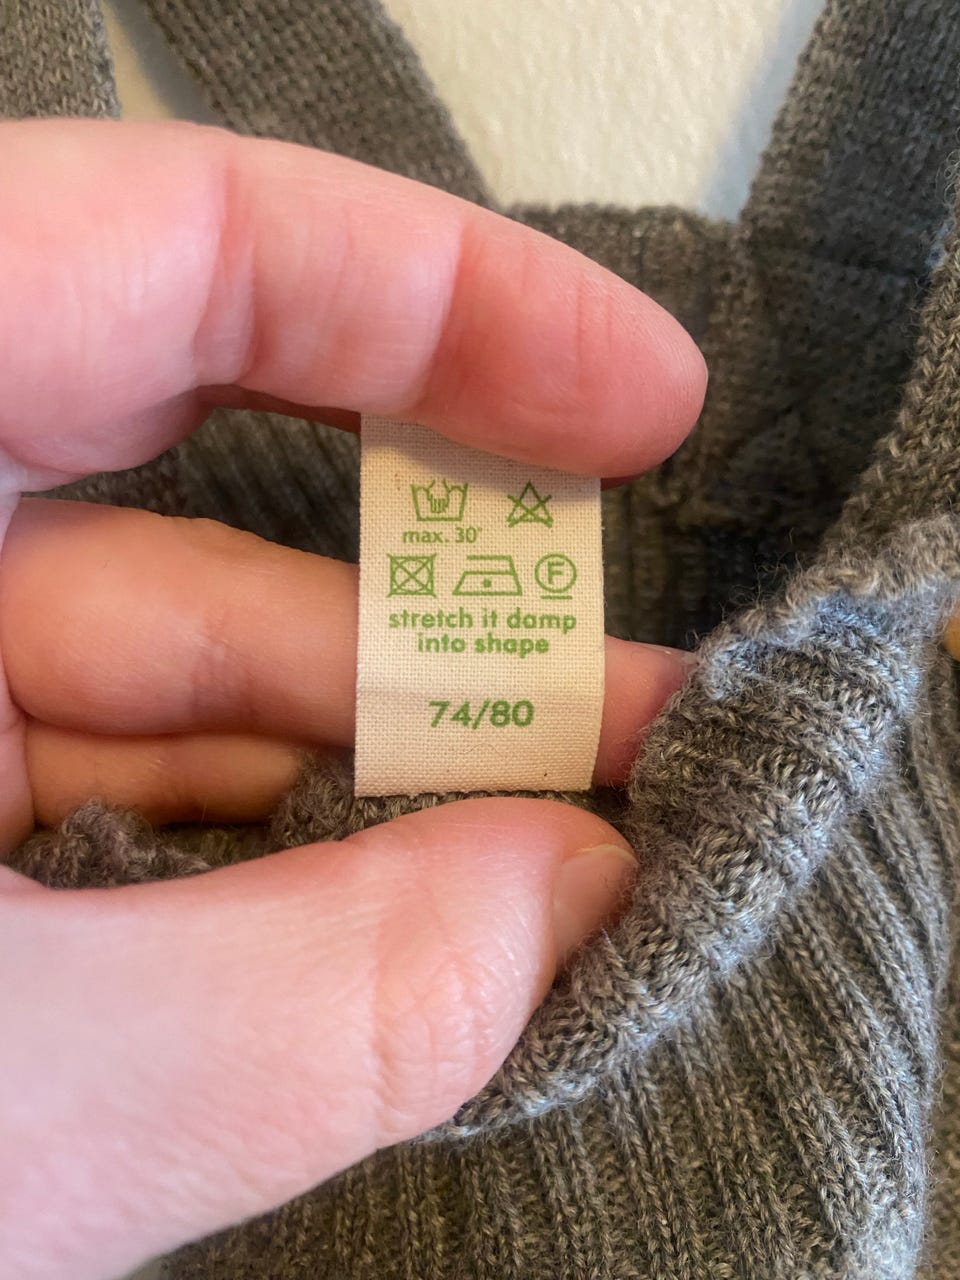 max. 30°
F
stretch it damp
into shape
74/80